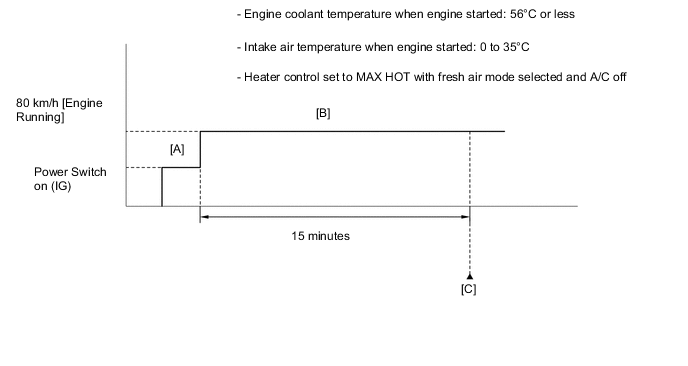 - Engine coolant temperature when engine started: 56°C or less
- Intake air temperature when engine started: 0 to 35°C
- Heater control set to MAX HOT with fresh air mode selected and A/C off
80 km/h [Engine
Running]
[B]
[A]
Power Switch
on (IG)
15 minutes
[C]